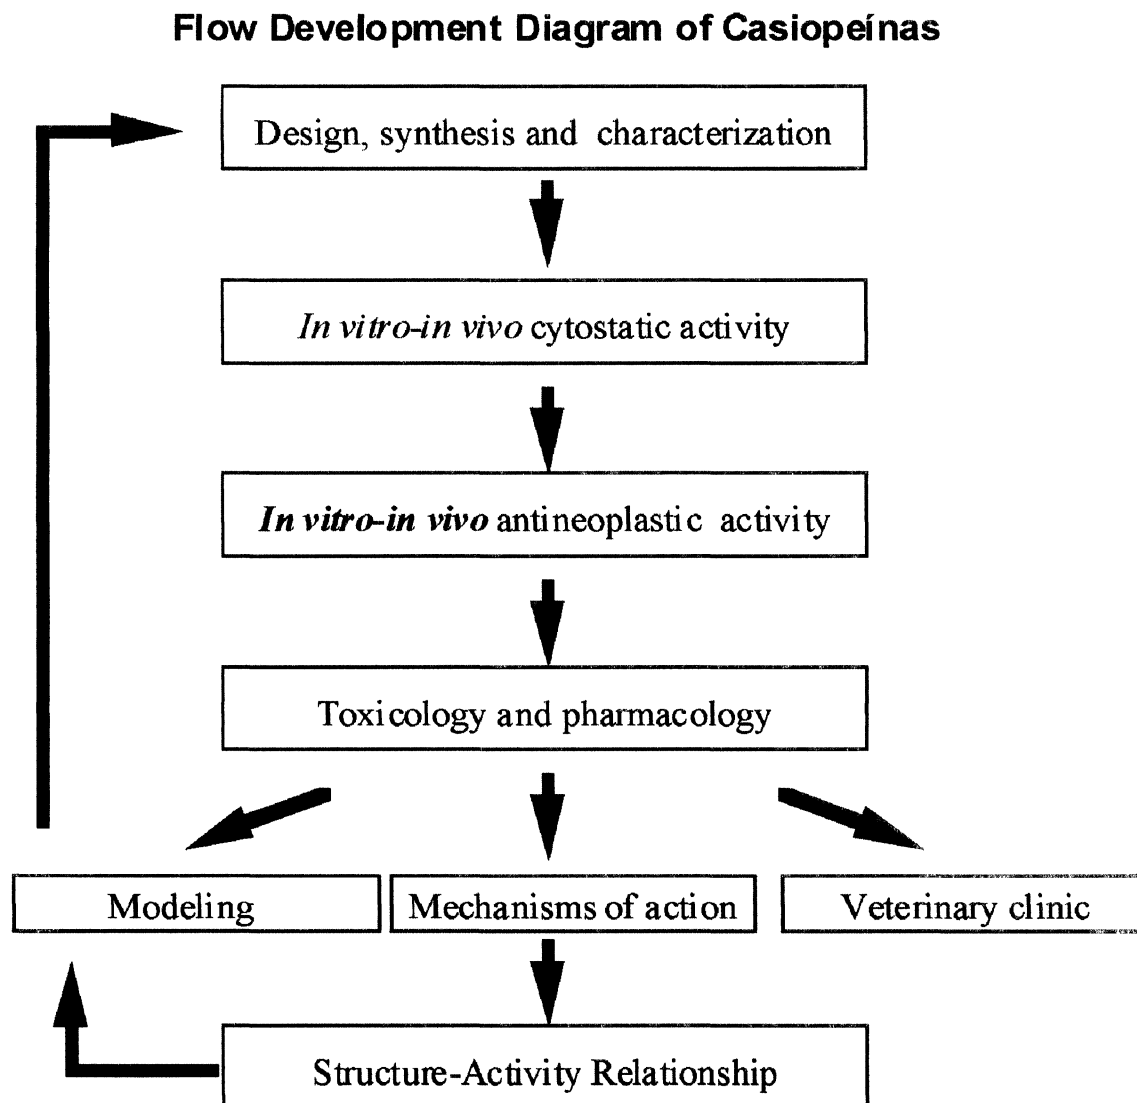 Flow Development Diagram of Casiopeínas
Design, synthesis and characterization
In vitro-in vivo cytostatic activity
In vitro-in vivo antineoplastic activity
Toxicology and pharmacology
Modeling
Mechanisms of action
Veterinary clinic
Structure-Activity Relationship